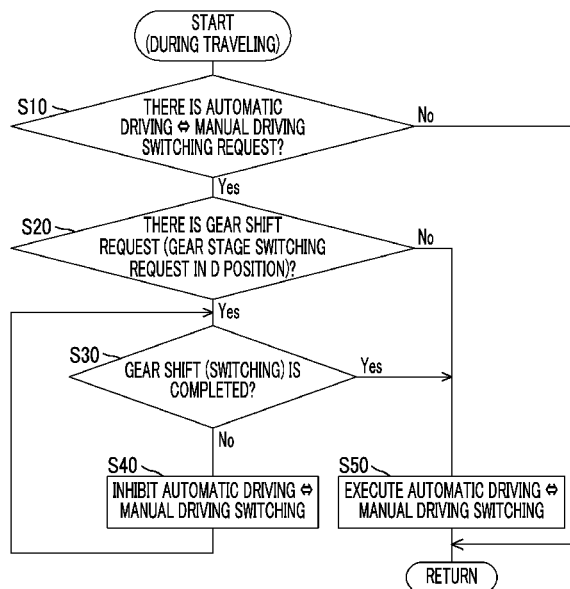 START
(DURING TRAVELING)
S10
THERE IS AUTOMATIC
DRIVING ⇔ MANUAL DRIVING
SWITCHING REQUEST?
No
Yes
S20
THERE IS GEAR SHIFT
REQUEST (GEAR STAGE SWITCHING
REQUEST IN D POSITION)?
No
Yes
S30
GEAR SHIFT (SWITCHING) IS
COMPLETED?
Yes
No
S40
INHIBIT AUTOMATIC DRIVING ⇔
MANUAL DRIVING SWITCHING
S50
EXECUTE AUTOMATIC DRIVING ⇔
MANUAL DRIVING SWITCHING
RETURN